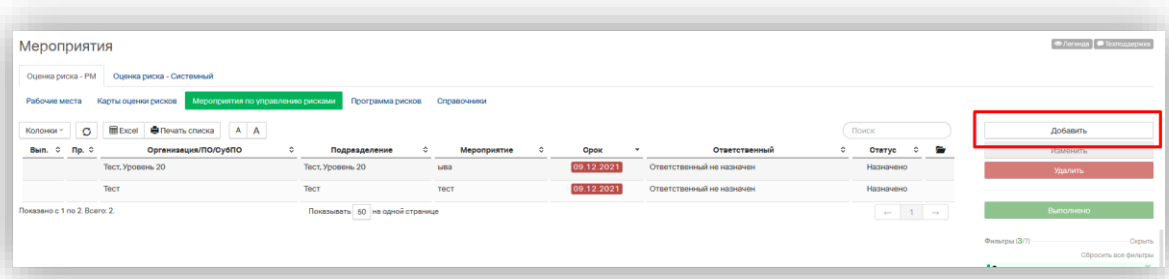 Мероприятия
Легенда Техподдержка
Оценка риска - РМ Оценка риска - Системный
Рабочие места Карты оценки рисков Мероприятия по управлению рисками Программа рисков Справочники
Колонки Excel Печать списка A A Поиск
Добавить
Изменить
Удалить
Вып. Пр. Организация/ПО/СубПО Подразделение Мероприятие Срок Ответственный Статус
Тест, Уровень 20 Тест, Уровень 20 ыва 09.12.2021 Ответственный не назначен Назначено
Тест Тест тест 09.12.2021 Ответственный не назначен Назначено
Показано с 1 по 2. Всего: 2. Показывать 50 на одной странице ← 1 →
Выполнено
Фильтры (3/7) Скрыть
Сбросить все фильтры